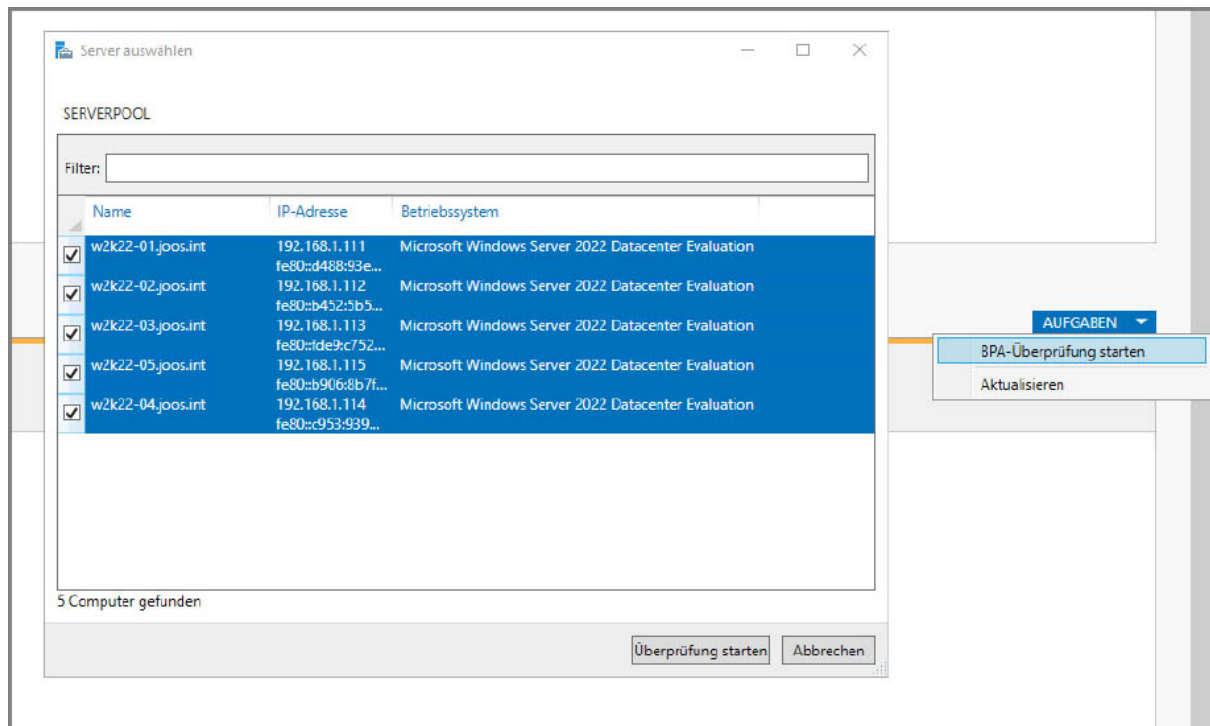 Server auswählen
SERVERPOOL
Filter:
Name IP-Adresse Betriebssystem
w2k22-01.joos.int 192.168.1.111 Microsoft Windows Server 2022 Datacenter Evaluation
fe80::d488:93e...
w2k22-02.joos.int 192.168.1.112 Microsoft Windows Server 2022 Datacenter Evaluation
fe80::b452:5b5...
w2k22-03.joos.int 192.168.1.113 Microsoft Windows Server 2022 Datacenter Evaluation
fe80::fde9:c752...
w2k22-05.joos.int 192.168.1.115 Microsoft Windows Server 2022 Datacenter Evaluation
fe80::b906:8b7f...
w2k22-04.joos.int 192.168.1.114 Microsoft Windows Server 2022 Datacenter Evaluation
fe80::c953:939...
5 Computer gefunden
Überprüfung starten Abbrechen
AUFGABEN
BPA-Überprüfung starten
Aktualisieren